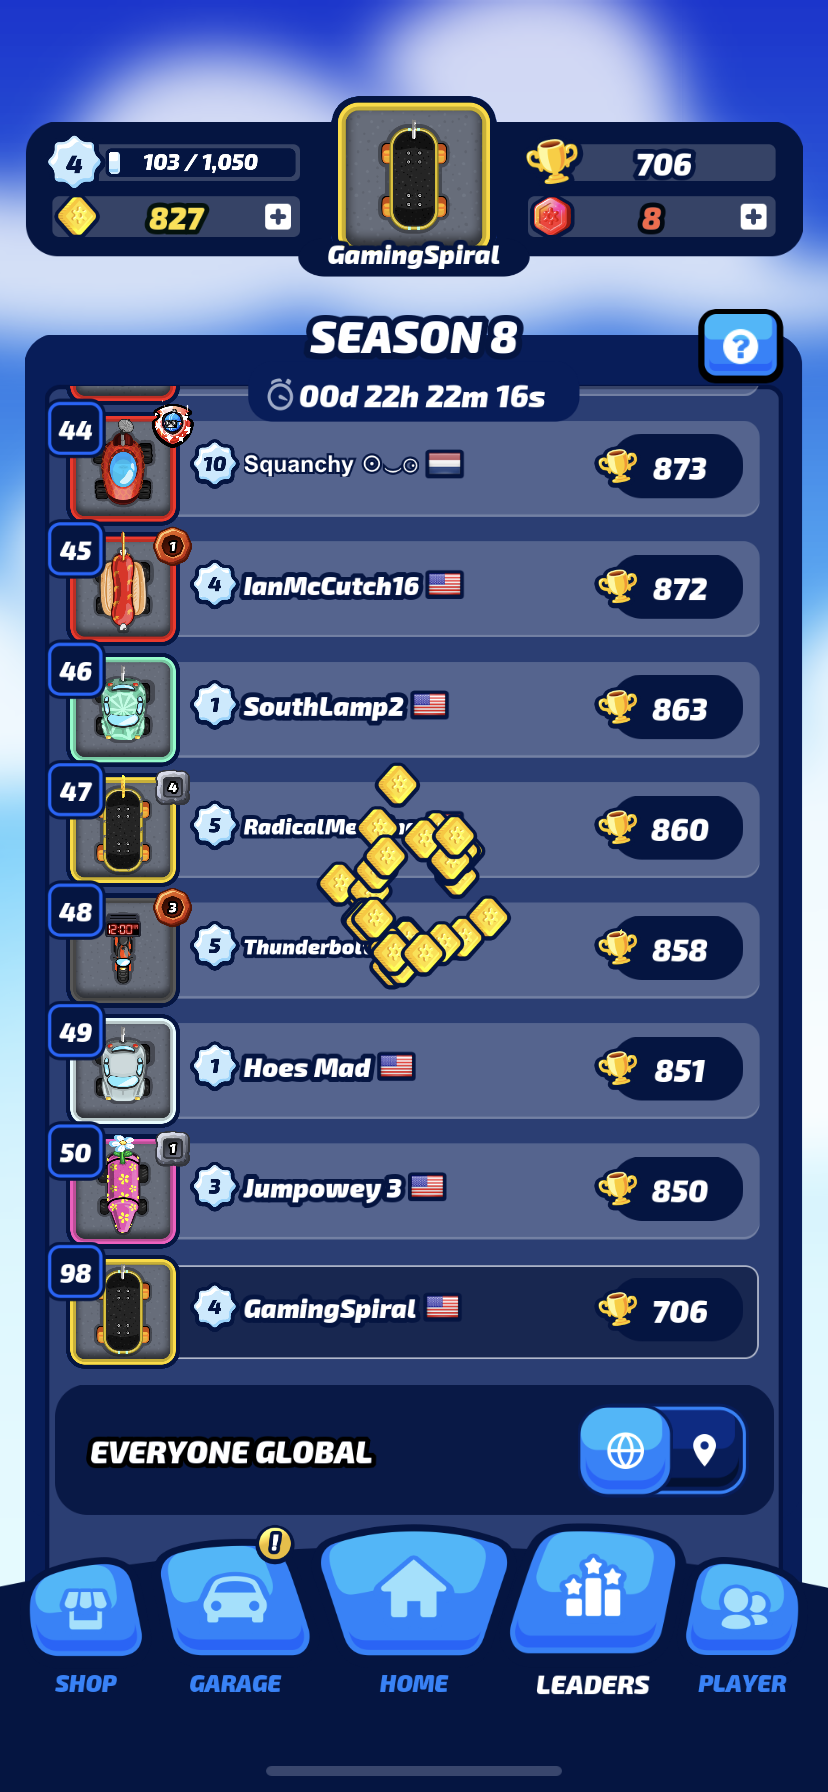 4
103 / 1,050
706
827
8
GamingSpiral
SEASON 8
00d 22h 22m 16s
44
10
Squanchy
873
45
1
4
IanMcCutch16
872
46
1
SouthLamp2
863
47
4
5
860
48
12:00
3
5
858
49
1
Hoes Mad
851
50
1
3
Jumpowey 3
850
98
4
GamingSpiral
706
EVERYONE GLOBAL
SHOP
GARAGE
HOME
LEADERS
PLAYER